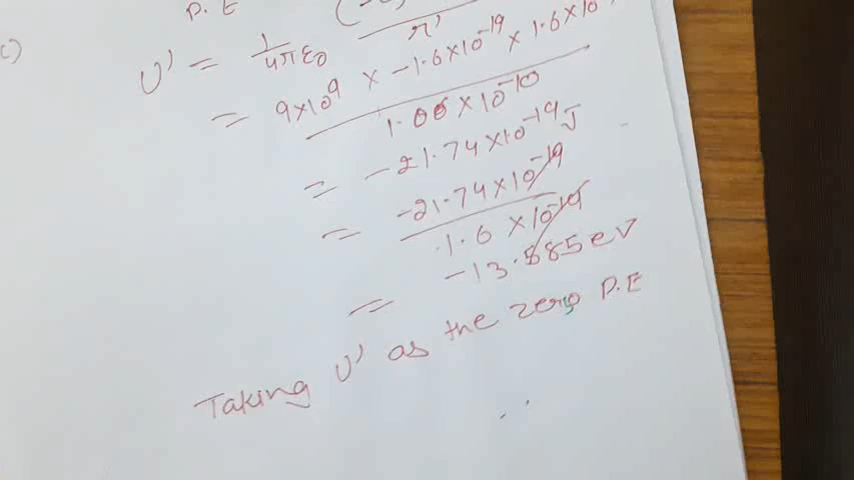 P.E
c) U' = 1/4πε0 (-e) / r'
= 9×10^9 × -1.6×10^-19 × 1.6×10 / 1.06×10^-10
= -21.74×10^-19 J
= -21.74×10^-19 / 1.6×10^-19
= -13.585 eV
Taking U' as the zero P.E